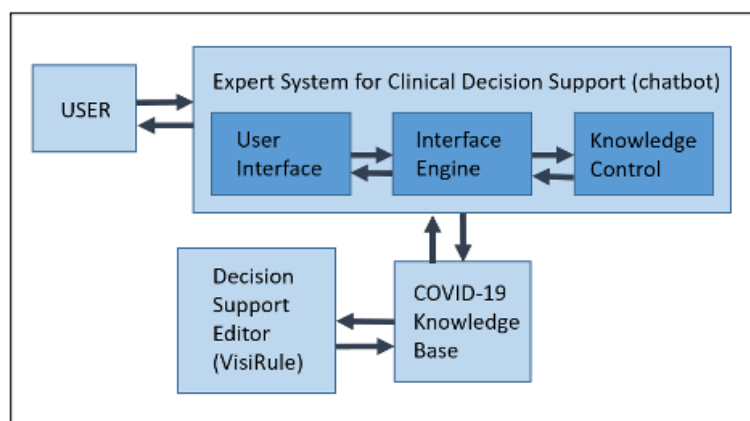 Expert System for Clinical Decision Support (chatbot)
USER
User
Interface
Interface
Engine
Knowledge
Control
Decision
Support
Editor
(VisiRule)
COVID-19
Knowledge
Base